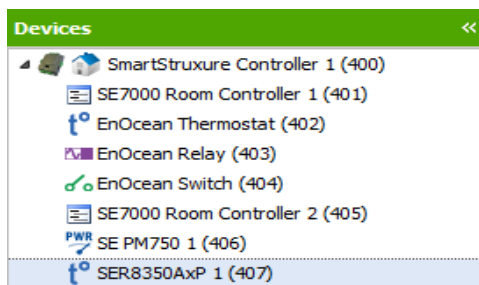 Devices «
SmartStruxure Controller 1 (400)
SE7000 Room Controller 1 (401)
t° EnOcean Thermostat (402)
EnOcean Relay (403)
EnOcean Switch (404)
SE7000 Room Controller 2 (405)
PWR SE PM750 1 (406)
t° SER8350AxP 1 (407)